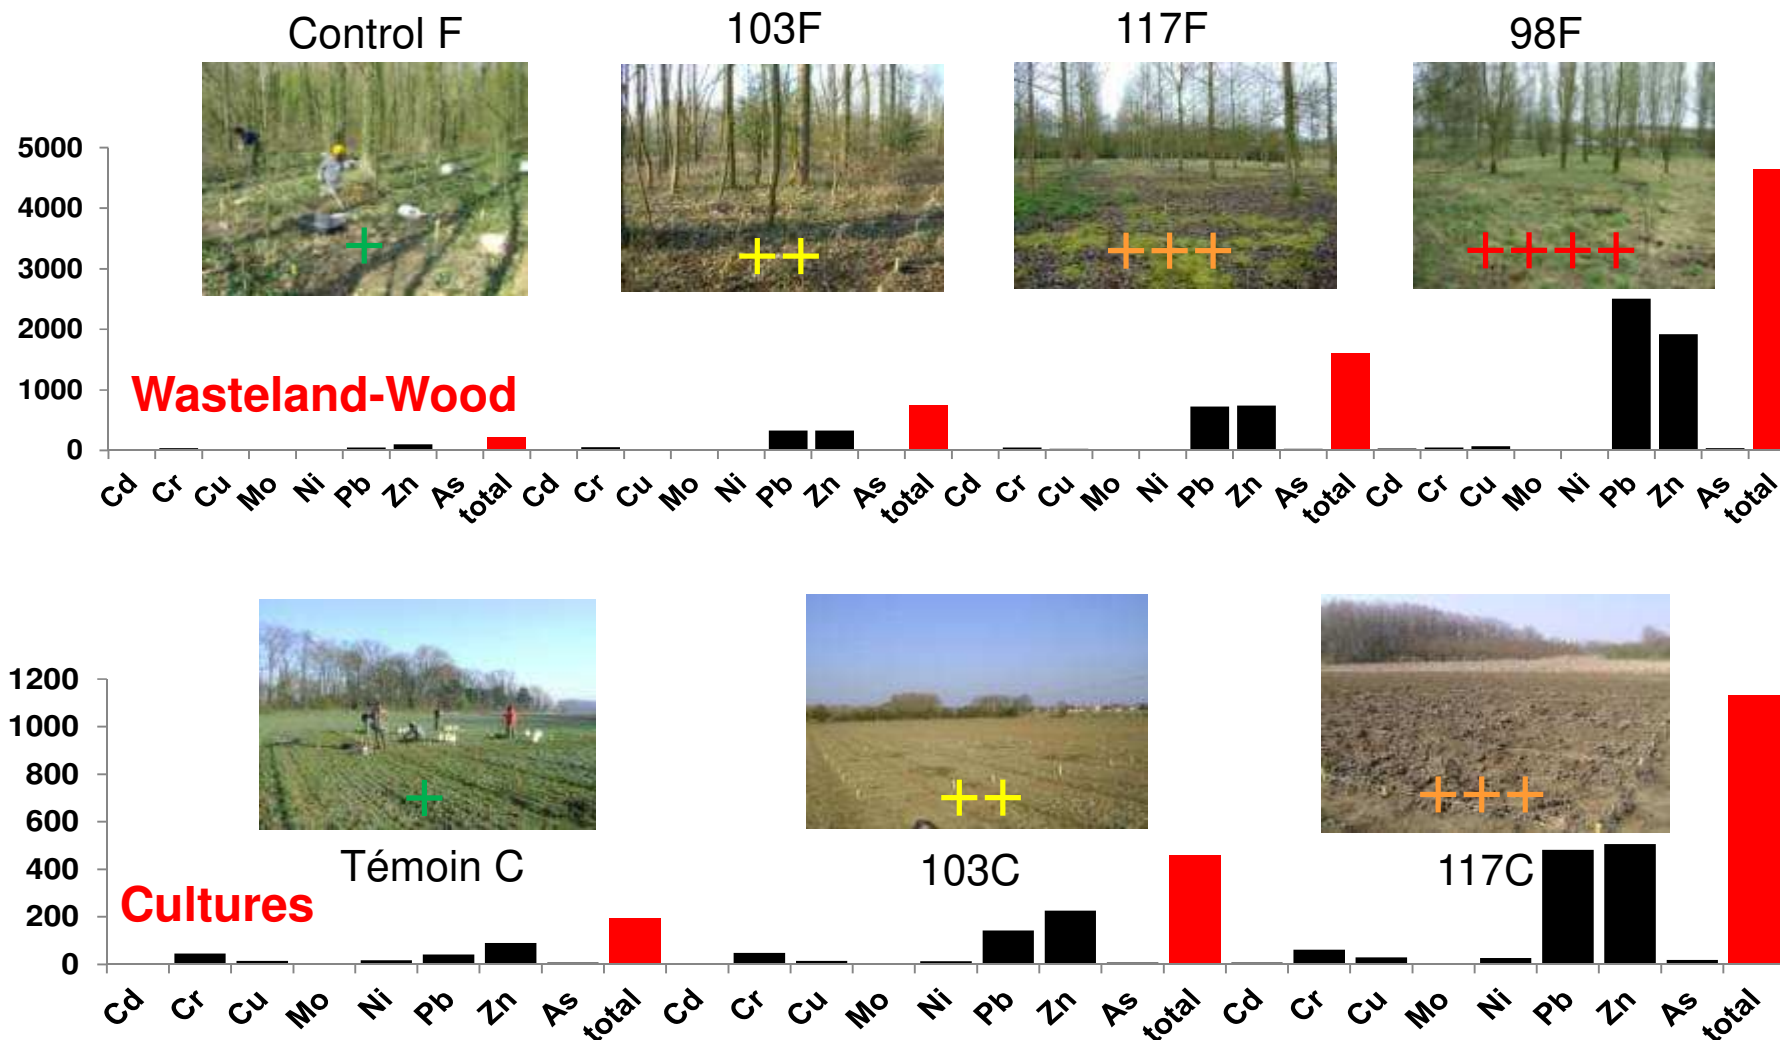 Control F 103F 117F 98F
5000
4000
3000
2000
1000
0
Wasteland-Wood
Cd Cr Cu Mo Ni Pb Zn As total Cd Cr Cu Mo Ni Pb Zn As total Cd Cr Cu Mo Ni Pb Zn As total Cd Cr Cu Mo Ni Pb Zn As total
1200
1000
800
600
400
200
0
Témoin C 103C 117C
Cultures
Cd Cr Cu Mo Ni Pb Zn As total Cd Cr Cu Mo Ni Pb Zn As total Cd Cr Cu Mo Ni Pb Zn As total